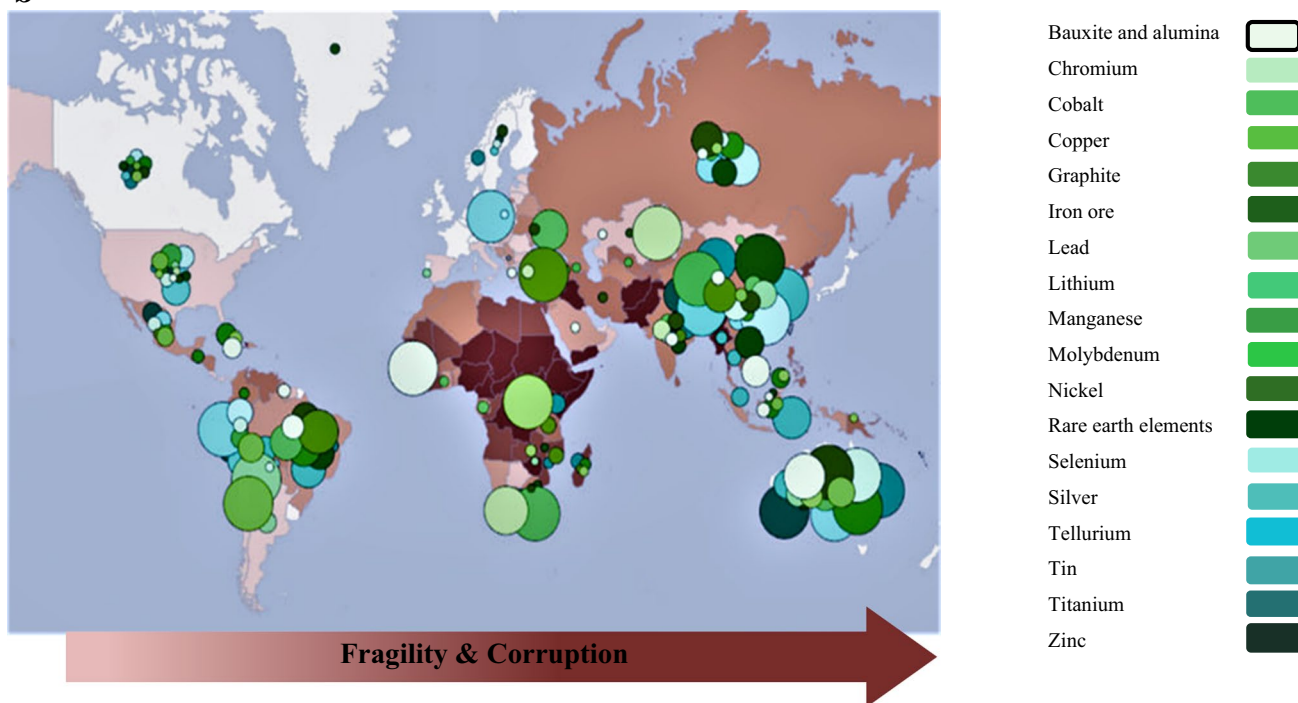 Bauxite and alumina
Chromium
Cobalt
Copper
Graphite
Iron ore
Lead
Lithium
Manganese
Molybdenum
Nickel
Rare earth elements
Selenium
Silver
Tellurium
Tin
Titanium
Zinc
Fragility & Corruption